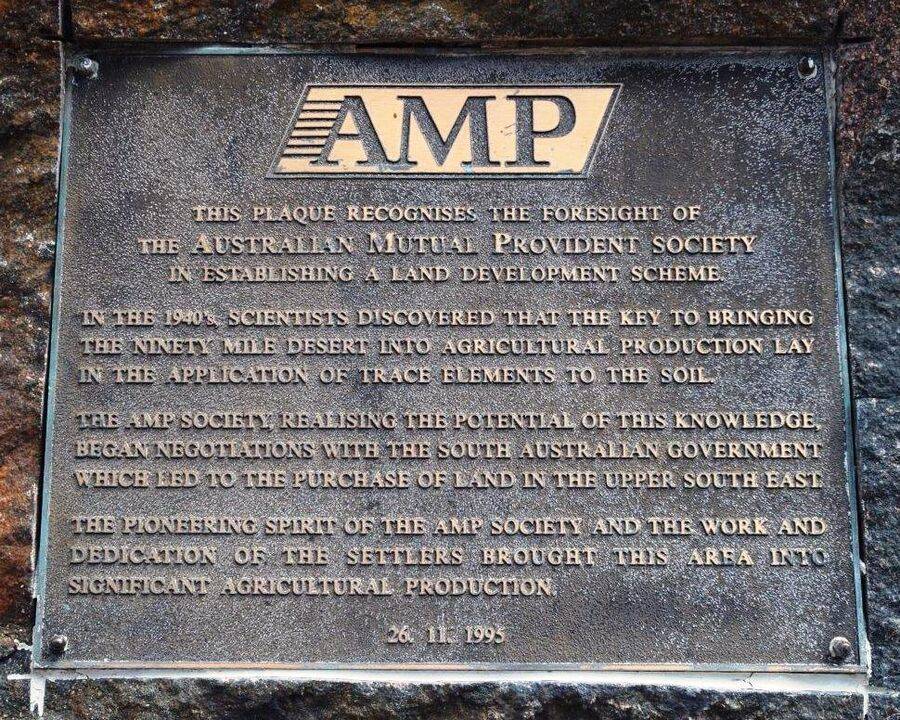 AMP
THIS PLAQUE RECOGNISES THE FORESIGHT OF
THE AUSTRALIAN MUTUAL PROVIDENT SOCIETY
IN ESTABLISHING A LAND DEVELOPMENT SCHEME.
IN THE 1940's, SCIENTISTS DISCOVERED THAT THE KEY TO BRINGING
THE NINETY MILE DESERT INTO AGRICULTURAL PRODUCTION LAY
IN THE APPLICATION OF TRACE ELEMENTS TO THE SOIL.
THE AMP SOCIETY, REALISING THE POTENTIAL OF THIS KNOWLEDGE,
BEGAN NEGOTIATIONS WITH THE SOUTH AUSTRALIAN GOVERNMENT
WHICH LED TO THE PURCHASE OF LAND IN THE UPPER SOUTH EAST.
THE PIONEERING SPIRIT OF THE AMP SOCIETY AND THE WORK AND
DEDICATION OF THE SETTLERS BROUGHT THIS AREA INTO
SIGNIFICANT AGRICULTURAL PRODUCTION.
26. 11. 1995